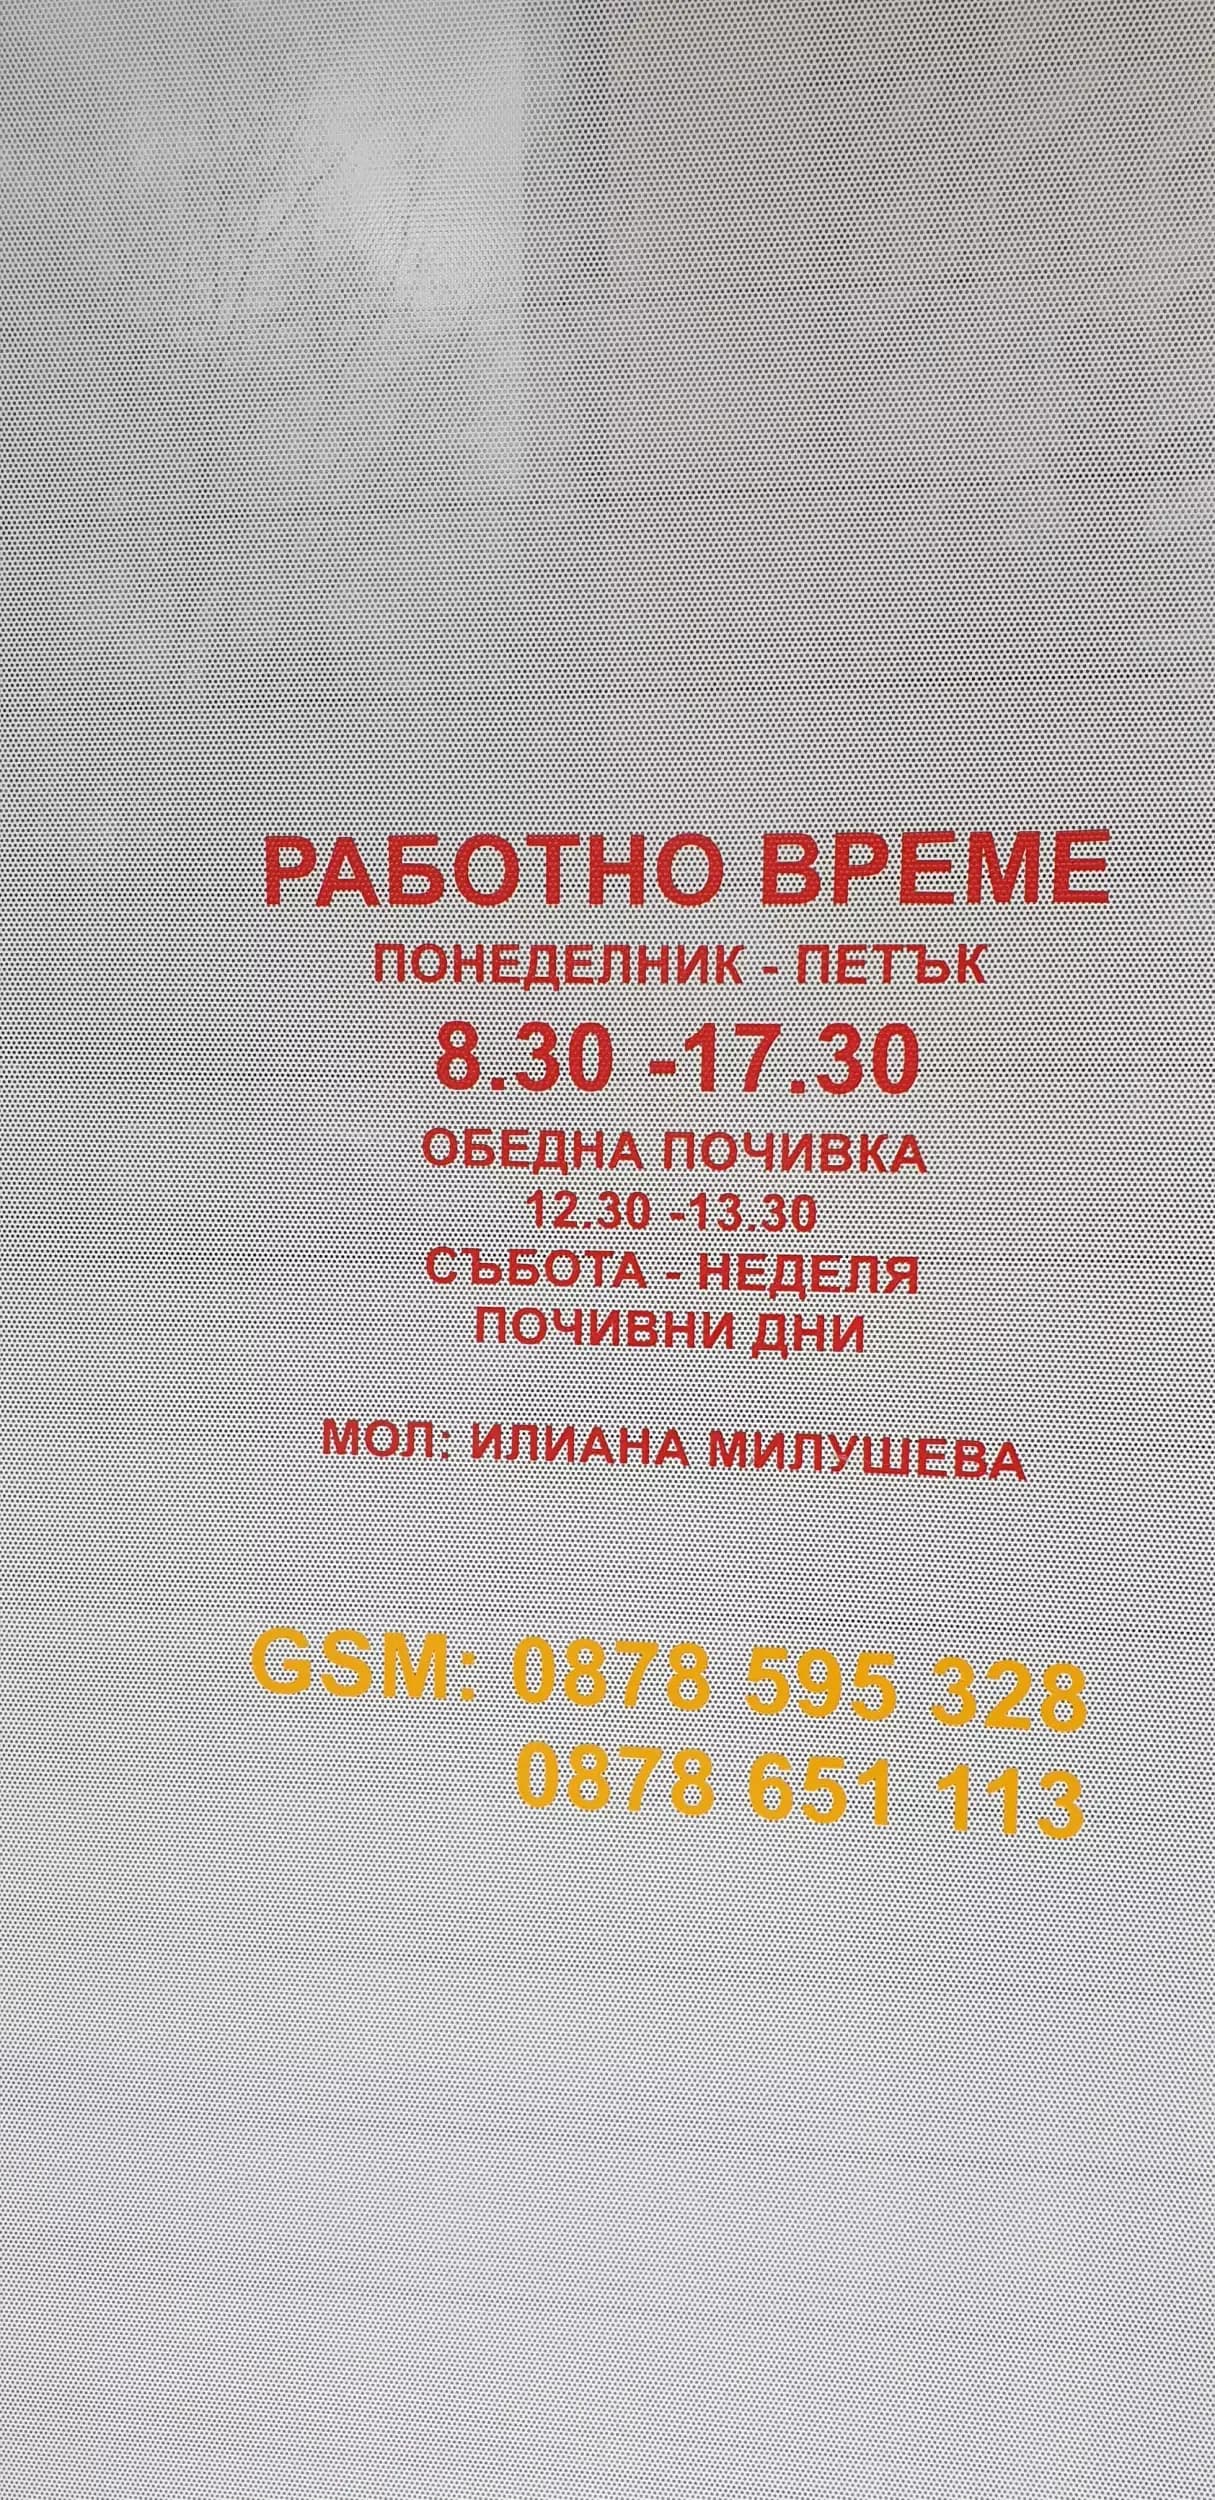 РАБОТНО ВРЕМЕ
ПОНЕДЕЛНИК - ПЕТЪК
8.30 -17.30
ОБЕДНА ПОЧИВКА
12.30 -13.30
СЪБОТА - НЕДЕЛЯ
ПОЧИВНИ ДНИ
МОЛ: ИЛИАНА МИЛУШЕВА
GSM: 0878 595 328
0878 651 113